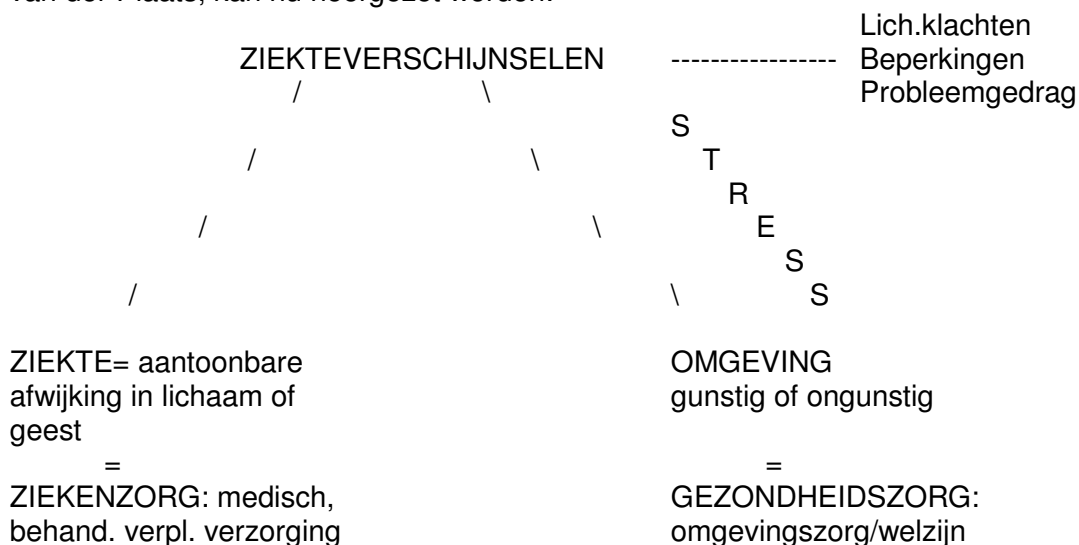 Lich.klachten
ZIEKTEVERSCHIJNSELEN ----------------- Beperkingen
/ \ Probleemgedrag
S
/ \ T
R
/ \ E
S
/ \ S
ZIEKTE= aantoonbare OMGEVING
afwijking in lichaam of gunstig of ongunstig
geest
= =
ZIEKENZORG: medisch, GEZONDHEIDSZORG:
behand. verpl. verzorging omgevingszorg/welzijn